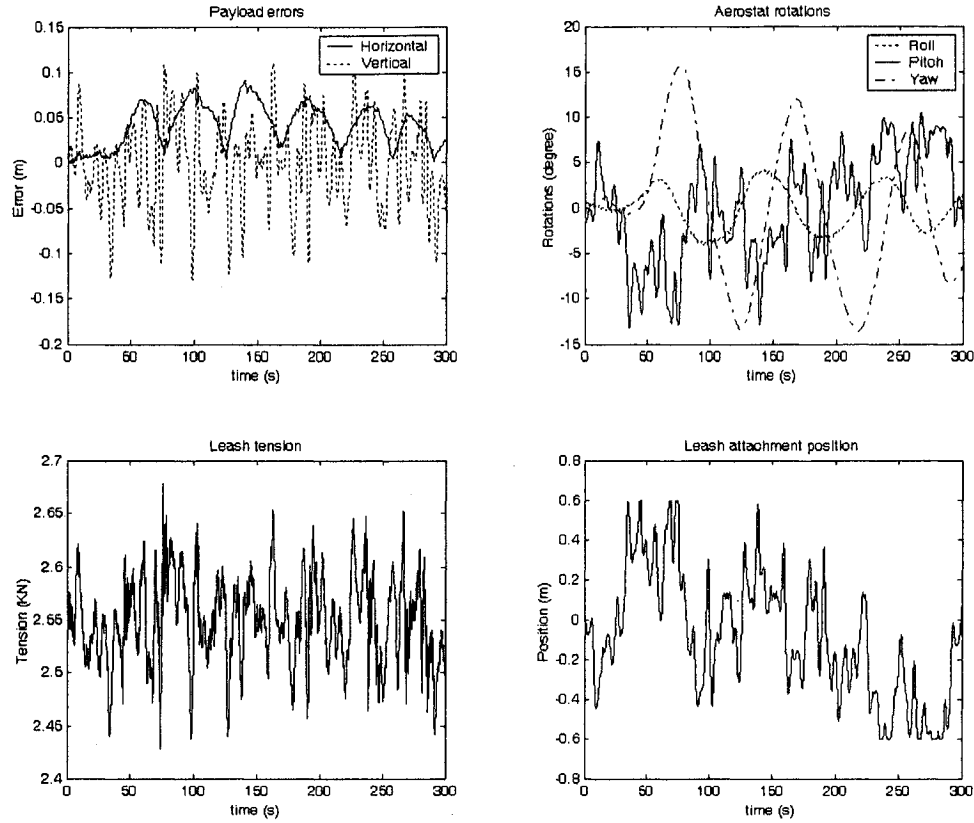 Payload errors
0.15
0.1
0.05
0
-0.05
-0.1
-0.15
-0.2
Error (m)
Horizontal
Vertical
0 50 100 150 200 250 300
time (s)
Aerostat rotations
20
15
10
5
0
-5
-10
-15
Rotations (degree)
Roll
Pitch
Yaw
0 50 100 150 200 250 300
time (s)
Leash tension
2.7
2.65
2.6
2.55
2.5
2.45
2.4
Tension (KN)
0 50 100 150 200 250 300
time (s)
Leash attachment position
0.8
0.6
0.4
0.2
0
-0.2
-0.4
-0.6
-0.8
Position (m)
0 50 100 150 200 250 300
time (s)